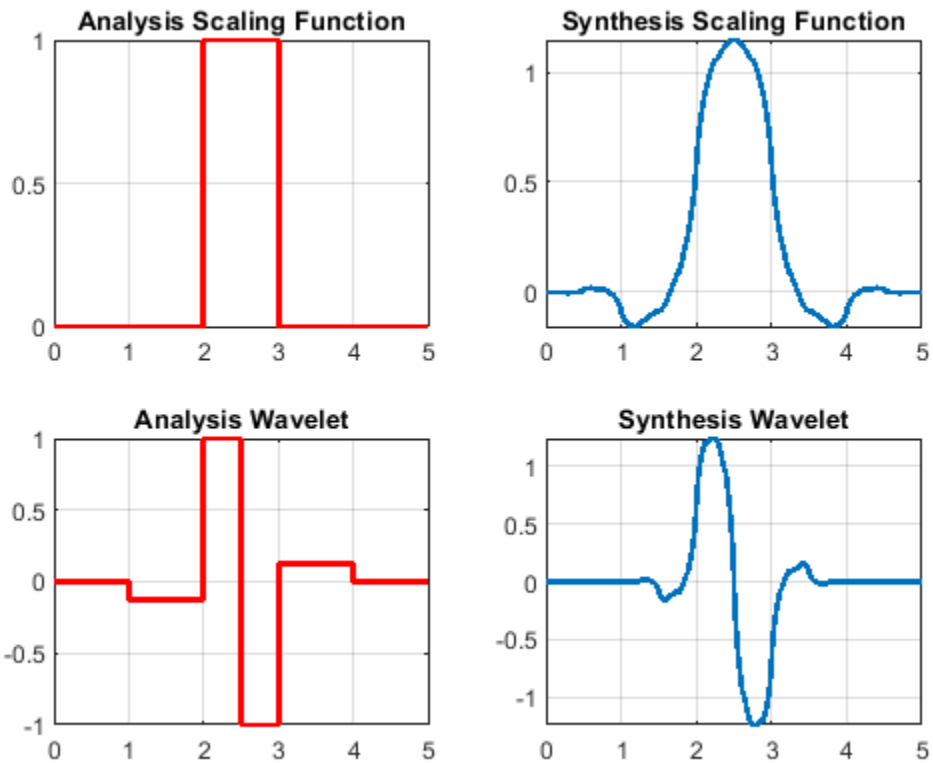 Analysis Scaling Function
1
0.5
0
0 1 2 3 4 5
Synthesis Scaling Function
1
0.5
0
0 1 2 3 4 5
Analysis Wavelet
1
0.5
0
-0.5
-1
0 1 2 3 4 5
Synthesis Wavelet
1
0.5
0
-0.5
-1
0 1 2 3 4 5